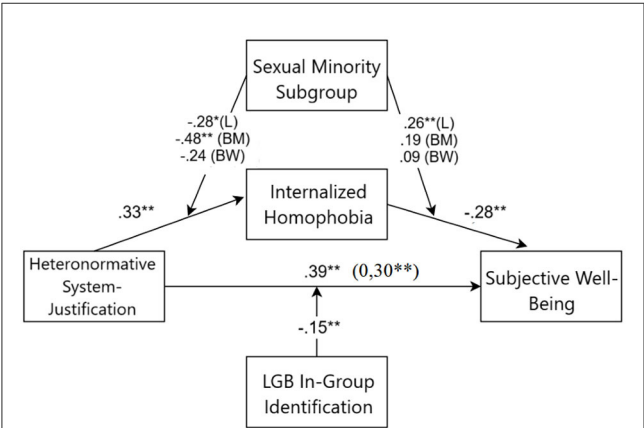 Sexual Minority
Subgroup
-.28*(L)
-.48** (BM)
-.24 (BW)
.26**(L)
.19 (BM)
.09 (BW)
Internalized
Homophobia
.33**
-.28**
Heteronormative
System-
Justification
.39** (0,30**)
Subjective Well-
Being
-.15**
LGB In-Group
Identification